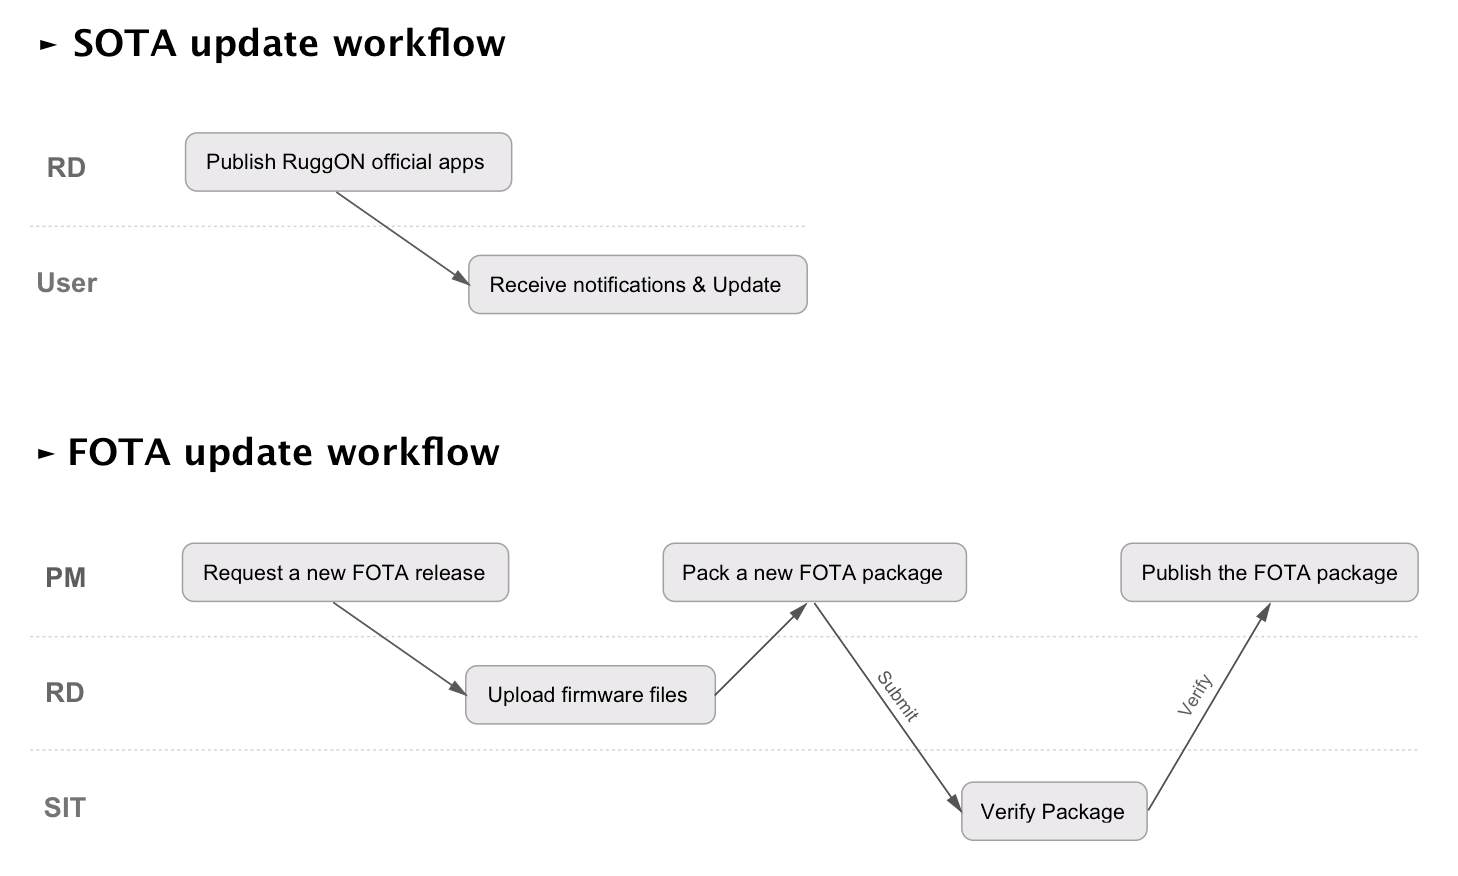 ► SOTA update workflow
RD
Publish RuggON official apps
User
Receive notifications & Update
► FOTA update workflow
PM
Request a new FOTA release
Pack a new FOTA package
Publish the FOTA package
RD
Upload firmware files
Submit
Verify
SIT
Verify Package